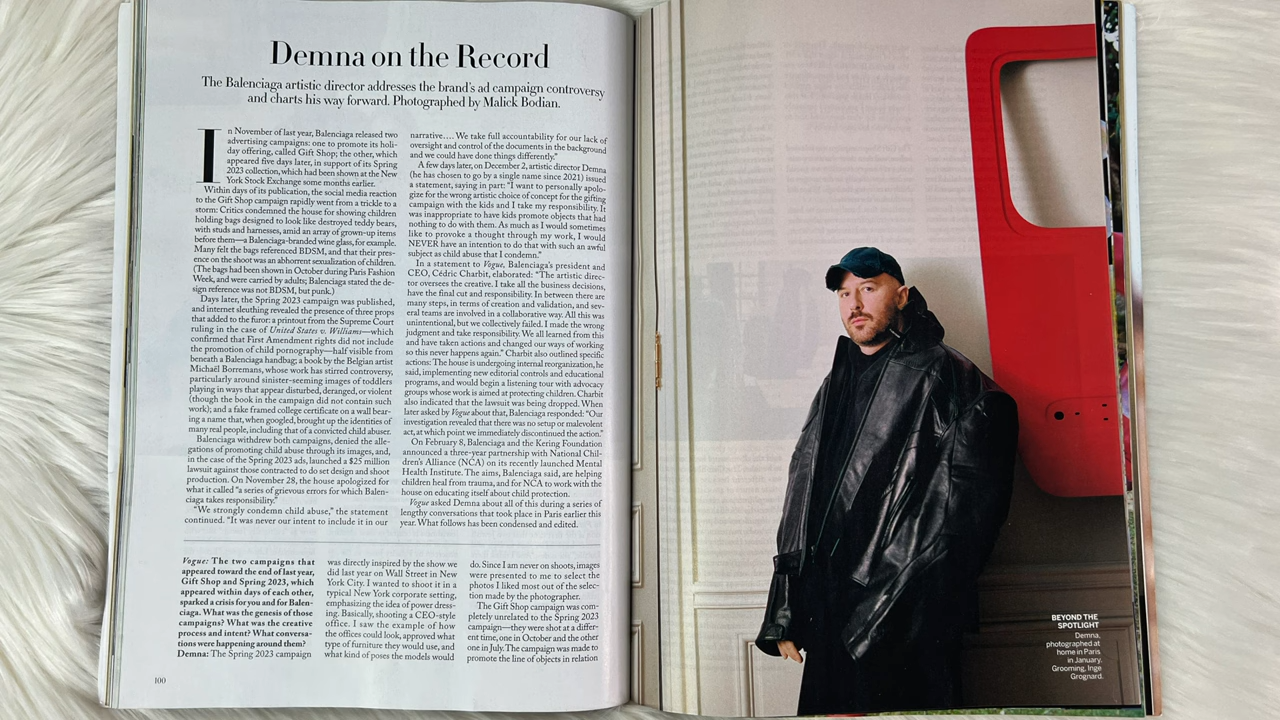 Demna on the Record
The Balenciaga artistic director addresses the brand's ad campaign controversy
and charts his way forward. Photographed by Malick Bodian.
In November of last year, Balenciaga released two
advertising campaigns: one to promote its holi-
day offering, called Gift Shop; the other, which
appeared five days later, in support of its Spring
2023 collection, which had been shown at the New
York Stock Exchange some months earlier.
Within days of its publication, the social media reaction
to the Gift Shop campaign rapidly went from a trickle to a
storm: Critics condemned the house for showing children
holding bags designed to look like destroyed teddy bears,
with studs and harnesses, amid an array of grown-up items
before them—a Balenciaga-branded wine glass, for example.
Many felt the bags referenced BDSM, and that their pres-
ence on the shoot was an abhorrent sexualization of children.
(The bags had been shown in October during Paris Fashion
Week, and were carried by adults; Balenciaga stated the de-
sign reference was not BDSM, but punk.)
Days later, the Spring 2023 campaign was published,
and internet sleuthing revealed the presence of three props
that added to the furor: a printout from the Supreme Court
ruling in the case of United States v. Williams—which
confirmed that First Amendment rights did not include
the promotion of child pornography—half visible from
beneath a Balenciaga handbag; a book by the Belgian artist
Michaël Borremans, whose work has stirred controversy,
particularly around sinister-seeming images of toddlers
playing in ways that appear disturbed, deranged, or violent
(though the book in the campaign did not contain such
work); and a fake framed college certificate on a wall bear-
ing a name that, when googled, brought up the identities of
many real people, including that of a convicted child abuser.
Balenciaga withdrew both campaigns, denied the alle-
gations of promoting child abuse through its images, and,
in the case of the Spring 2023 ads, launched a $25 million
lawsuit against those contracted to do set design and shoot
production. On November 28, the house apologized for
what it called "a series of grievous errors for which Balen-
ciaga takes responsibility."
"We strongly condemn child abuse," the statement
continued. "It was never our intent to include it in our
narrative.… We take full accountability for our lack of
oversight and control of the documents in the background
and we could have done things differently."
A few days later, on December 2, artistic director Demna
(he has chosen to go by a single name since 2021) issued
a statement, saying in part: "I want to personally apolo-
gize for the wrong artistic choice of concept for the gifting
campaign with the kids and I take my responsibility. It
was inappropriate to have kids promote objects that had
nothing to do with them. As much as I would sometimes
like to provoke a thought through my work, I would
NEVER have an intention to do that with such an awful
subject as child abuse that I condemn."
In a statement to Vogue, Balenciaga's president and
CEO, Cédric Charbit, elaborated: "The artistic direc-
tor oversees the creative. I take all the business decisions,
have the final cut and responsibility. In between there are
many steps, in terms of creation and validation, and sev-
eral teams are involved in a collaborative way. All this was
unintentional, but we collectively failed. I made the wrong
judgment and take responsibility. We all learned from this
and have taken actions and changed our ways of working
so this never happens again." Charbit also outlined specific
actions: The house is undergoing internal reorganization, he
said, implementing new editorial controls and educational
programs, and would begin a listening tour with advocacy
groups whose work is aimed at protecting children. Charbit
also indicated that the lawsuit was being dropped. When
later asked by Vogue about that, Balenciaga responded: "Our
investigation revealed that there was no setup or malevolent
act, at which point we immediately discontinued the action."
On February 8, Balenciaga and the Kering Foundation
announced a three-year partnership with National Chil-
dren's Alliance (NCA) on its recently launched Mental
Health Institute. The aims, Balenciaga said, are helping
children heal from trauma, and for NCA to work with the
house on educating itself about child protection.
Vogue asked Demna about all of this during a series of
lengthy conversations that took place in Paris earlier this
year. What follows has been condensed and edited.
Vogue: The two campaigns that
appeared toward the end of last year,
Gift Shop and Spring 2023, which
appeared within days of each other,
sparked a crisis for you and for Balen-
ciaga. What was the genesis of those
campaigns? What was the creative
process and intent? What conversa-
tions were happening around them?
Demna: The Spring 2023 campaign
was directly inspired by the show we
did last year on Wall Street in New
York City. I wanted to shoot it in a
typical New York corporate setting,
emphasizing the idea of power dress-
ing. Basically, shooting a CEO-style
office. I saw the example of how
the offices could look, approved what
type of furniture they would use, and
what kind of poses the models would
do. Since I am never on shoots, images
were presented to me to select the
photos I liked most out of the selec-
tion made by the photographer.
The Gift Shop campaign was com-
pletely unrelated to the Spring 2023
campaign—they were shot at a differ-
ent time, one in October and the other
one in July. The campaign was made to
promote the line of objects in relation
100
BEYOND THE
SPOTLIGHT
Demna,
photographed at
home in Paris
in January.
Grooming, Inge
Grognard.